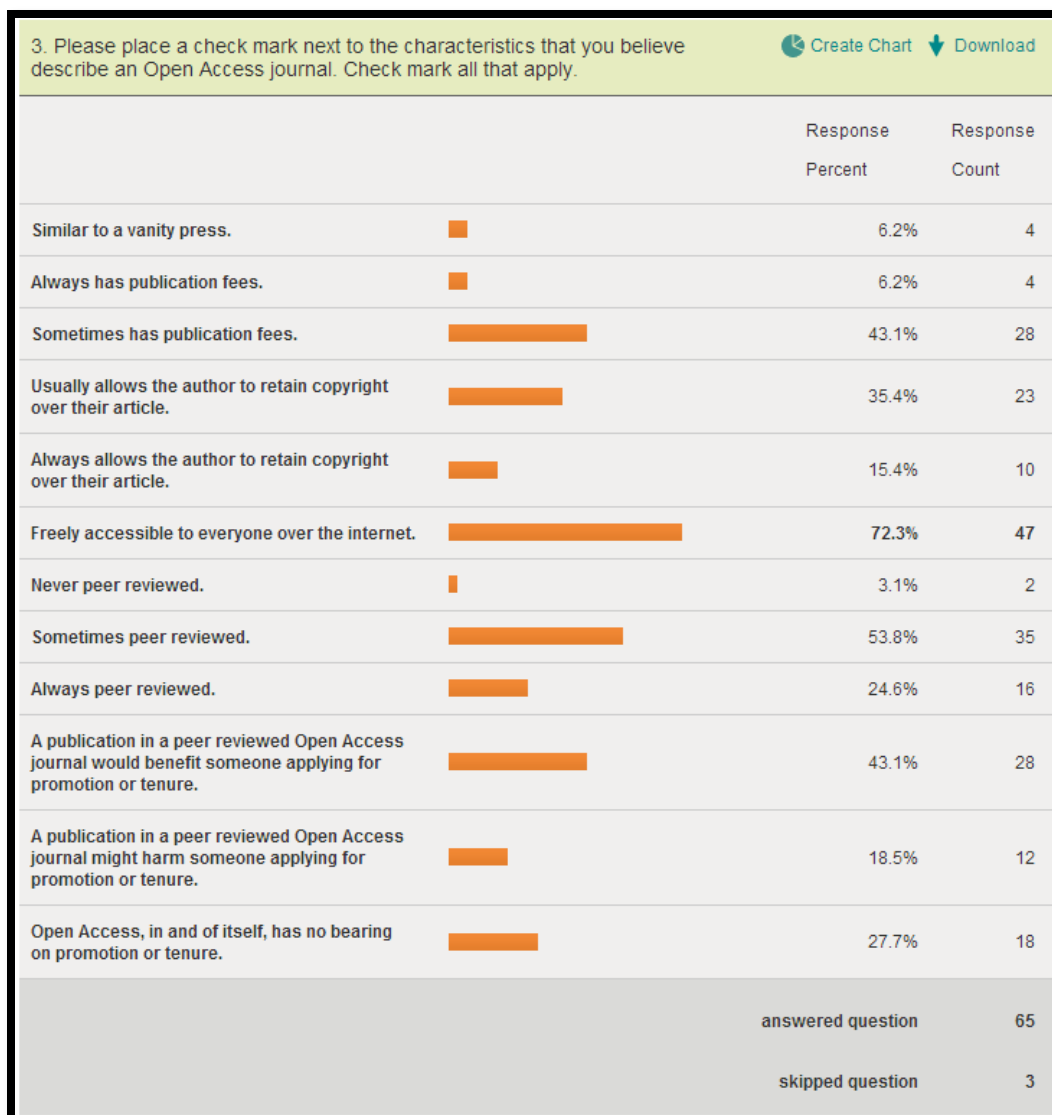 3. Please place a check mark next to the characteristics that you believe
describe an Open Access journal. Check mark all that apply.
Create Chart Download
Response Response
Percent Count
Similar to a vanity press. 6.2% 4
Always has publication fees. 6.2% 4
Sometimes has publication fees. 43.1% 28
Usually allows the author to retain copyright
over their article. 35.4% 23
Always allows the author to retain copyright
over their article. 15.4% 10
Freely accessible to everyone over the internet. 72.3% 47
Never peer reviewed. 3.1% 2
Sometimes peer reviewed. 53.8% 35
Always peer reviewed. 24.6% 16
A publication in a peer reviewed Open Access
journal would benefit someone applying for 43.1% 28
promotion or tenure.
A publication in a peer reviewed Open Access
journal might harm someone applying for 18.5% 12
promotion or tenure.
Open Access, in and of itself, has no bearing
on promotion or tenure. 27.7% 18
answered question 65
skipped question 3